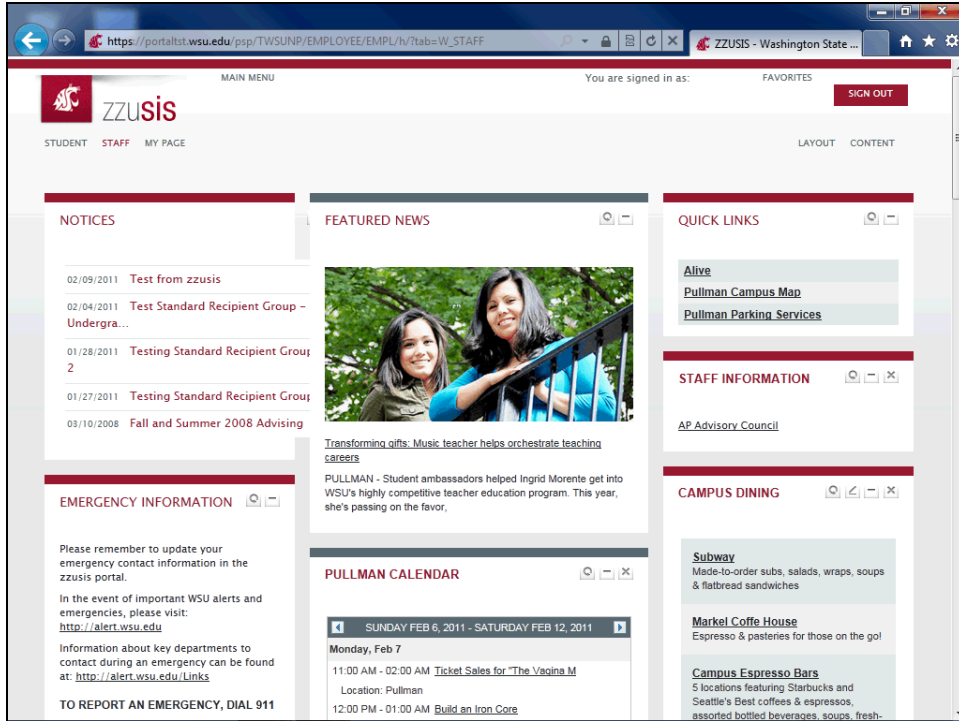 https://portaltst.wsu.edu/psp/TWSUNP/EMPLOYEE/EMPL/h/?tab=W_STAFF
ZZUSIS - Washington State ...
MAIN MENU
You are signed in as:
FAVORITES
SIGN OUT
zzusis
STUDENT STAFF MY PAGE
LAYOUT CONTENT
NOTICES
02/09/2011 Test from zzusis
02/04/2011 Test Standard Recipient Group –
Undergra...
01/28/2011 Testing Standard Recipient Group
2
01/27/2011 Testing Standard Recipient Group
03/10/2008 Fall and Summer 2008 Advising
EMERGENCY INFORMATION
Please remember to update your
emergency contact information in the
zzusis portal.
In the event of important WSU alerts and
emergencies, please visit:
http://alert.wsu.edu
Information about key departments to
contact during an emergency can be found
at: http://alert.wsu.edu/Links
TO REPORT AN EMERGENCY, DIAL 911
FEATURED NEWS
Transforming gifts: Music teacher helps orchestrate teaching
careers
PULLMAN - Student ambassadors helped Ingrid Morente get into
WSU's highly competitive teacher education program. This year,
she's passing on the favor,
PULLMAN CALENDAR
SUNDAY FEB 6, 2011 - SATURDAY FEB 12, 2011
Monday, Feb 7
11:00 AM - 02:00 AM Ticket Sales for "The Vagina M
Location: Pullman
12:00 PM - 01:00 AM Build an Iron Core
QUICK LINKS
Alive
Pullman Campus Map
Pullman Parking Services
STAFF INFORMATION
AP Advisory Council
CAMPUS DINING
Subway
Made-to-order subs, salads, wraps, soups
& flatbread sandwiches
Markel Coffe House
Espresso & pasteries for those on the go!
Campus Espresso Bars
5 locations featuring Starbucks and
Seattle's Best coffees & espressos,
assorted bottled beverages, soups, fresh-